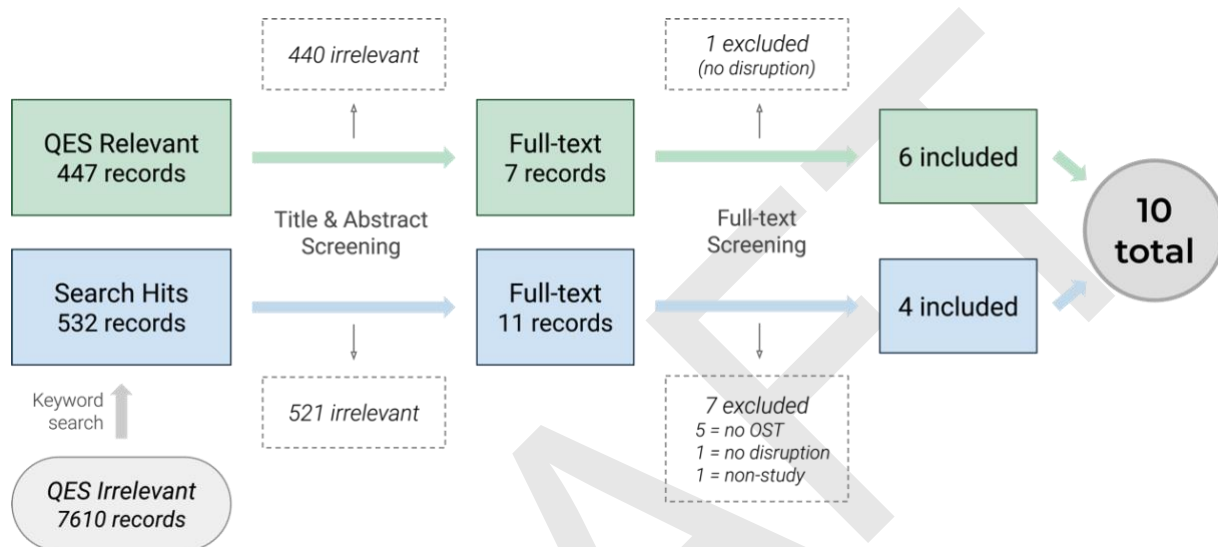 440 irrelevant
1 excluded
(no disruption)
QES Relevant
447 records
Full-text
7 records
6 included
Title & Abstract
Screening
Full-text
Screening
10
total
Search Hits
532 records
Full-text
11 records
4 included
Keyword
search
521 irrelevant
7 excluded
5 = no OST
1 = no disruption
1 = non-study
QES Irrelevant
7610 records